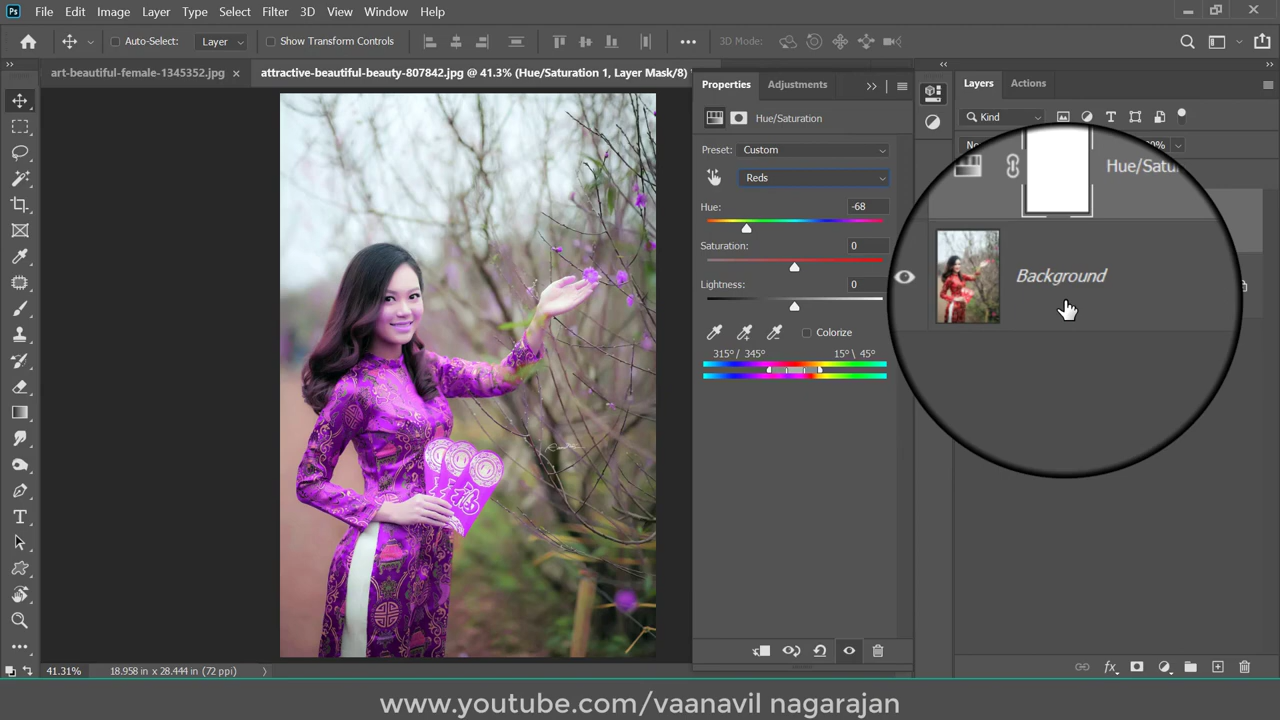 File Edit Image Layer Type Select Filter 3D View Window Help
Auto-Select: Layer Show Transform Controls 3D Mode:
art-beautiful-female-1345352.jpg × attractive-beautiful-beauty-807842.jpg @ 41.3% (Hue/Saturation 1, Layer Mask/8)
Properties Adjustments
Hue/Saturation
Preset: Custom
Reds
Hue: -68
Saturation: 0
Lightness: 0
Colorize
315°/ 345° 15°\ 45°
Layers Actions
Kind
Hue/Satu
Background
福
41.31% 18.958 in x 28.444 in (72 ppi)
www.youtube.com/vaanavil nagarajan